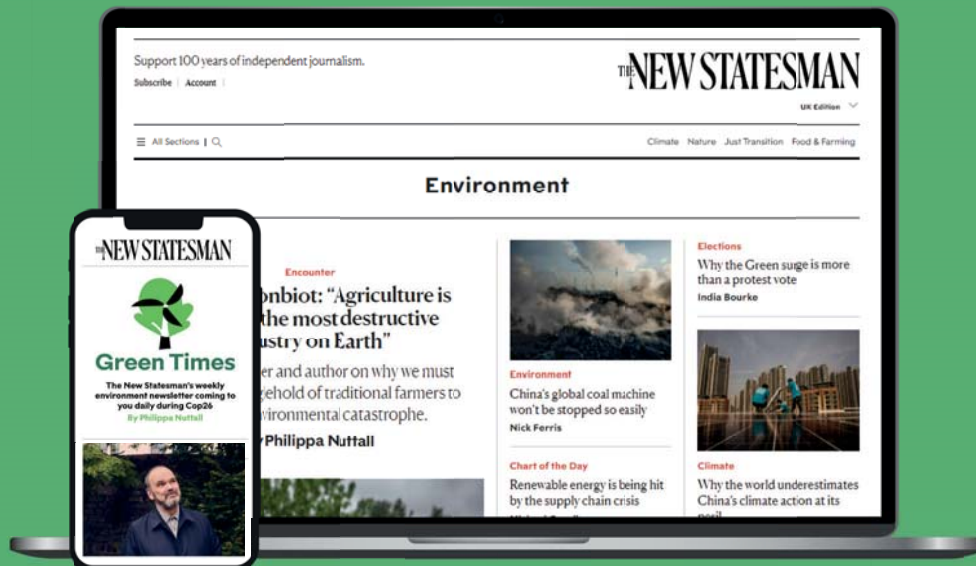 Support 100 years of independent journalism.
Subscribe | Account |
THE NEW STATESMAN
UK Edition
All Sections |
Climate Nature Just Transition Food & Farming
Environment
Encounter
onbiot: “Agriculture is
the most destructive
ustry on Earth”
er and author on why we must
gehold of traditional farmers to
vironmental catastrophe.
y Philippa Nuttall
Environment
China’s global coal machine
won’t be stopped so easily
Nick Ferris
Chart of the Day
Renewable energy is being hit
by the supply chain crisis
Elections
Why the Green surge is more
than a protest vote
India Bourke
Climate
Why the world underestimates
China’s climate action at its
THE NEW STATESMAN
Green Times
The New Statesman’s weekly
environment newsletter coming to
you daily during Cop26
By Philippa Nuttall